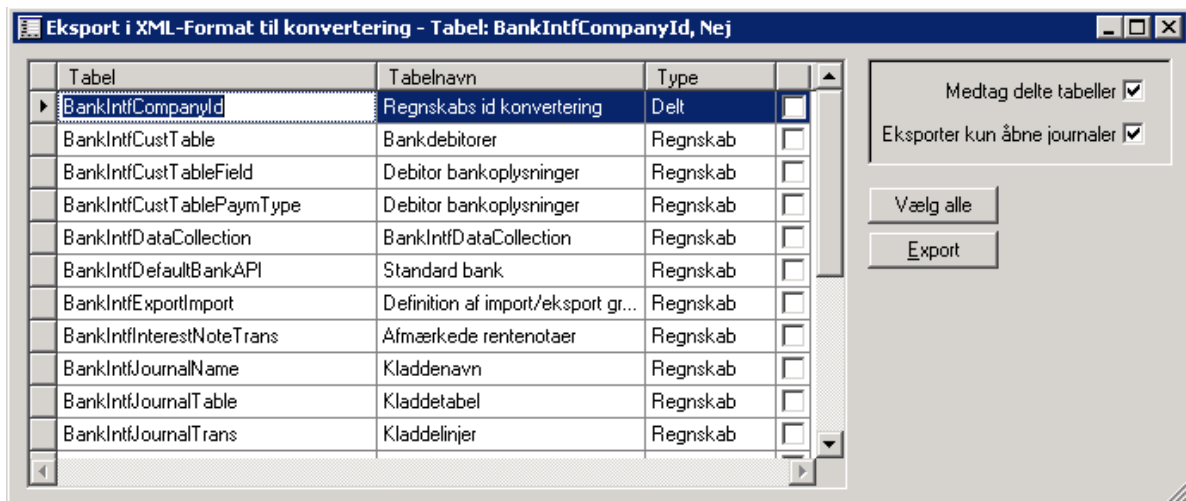 Eksport i XML-Format til konvertering - Tabel: BankIntfCompanyId, Nej
Tabel Tabelnavn Type
BankIntfCompanyId Regnskabs id konvertering Delt
BankIntfCustTable Bankdebitorer Regnskab
BankIntfCustTableField Debitor bankoplysninger Regnskab
BankIntfCustTablePaymType Debitor bankoplysninger Regnskab
BankIntfDataCollection BankIntfDataCollection Regnskab
BankIntfDefaultBankAPI Standard bank Regnskab
BankIntfExportImport Definition af import/eksport gr... Regnskab
BankIntfInterestNoteTrans Afmærkede rentenotaer Regnskab
BankIntfJournalName Kladdenavn Regnskab
BankIntfJournalTable Kladdetabel Regnskab
BankIntfJournalTrans Kladdelinjer Regnskab
Medtag delte tabeller
Eksporter kun åbne journaler
Vælg alle
Export